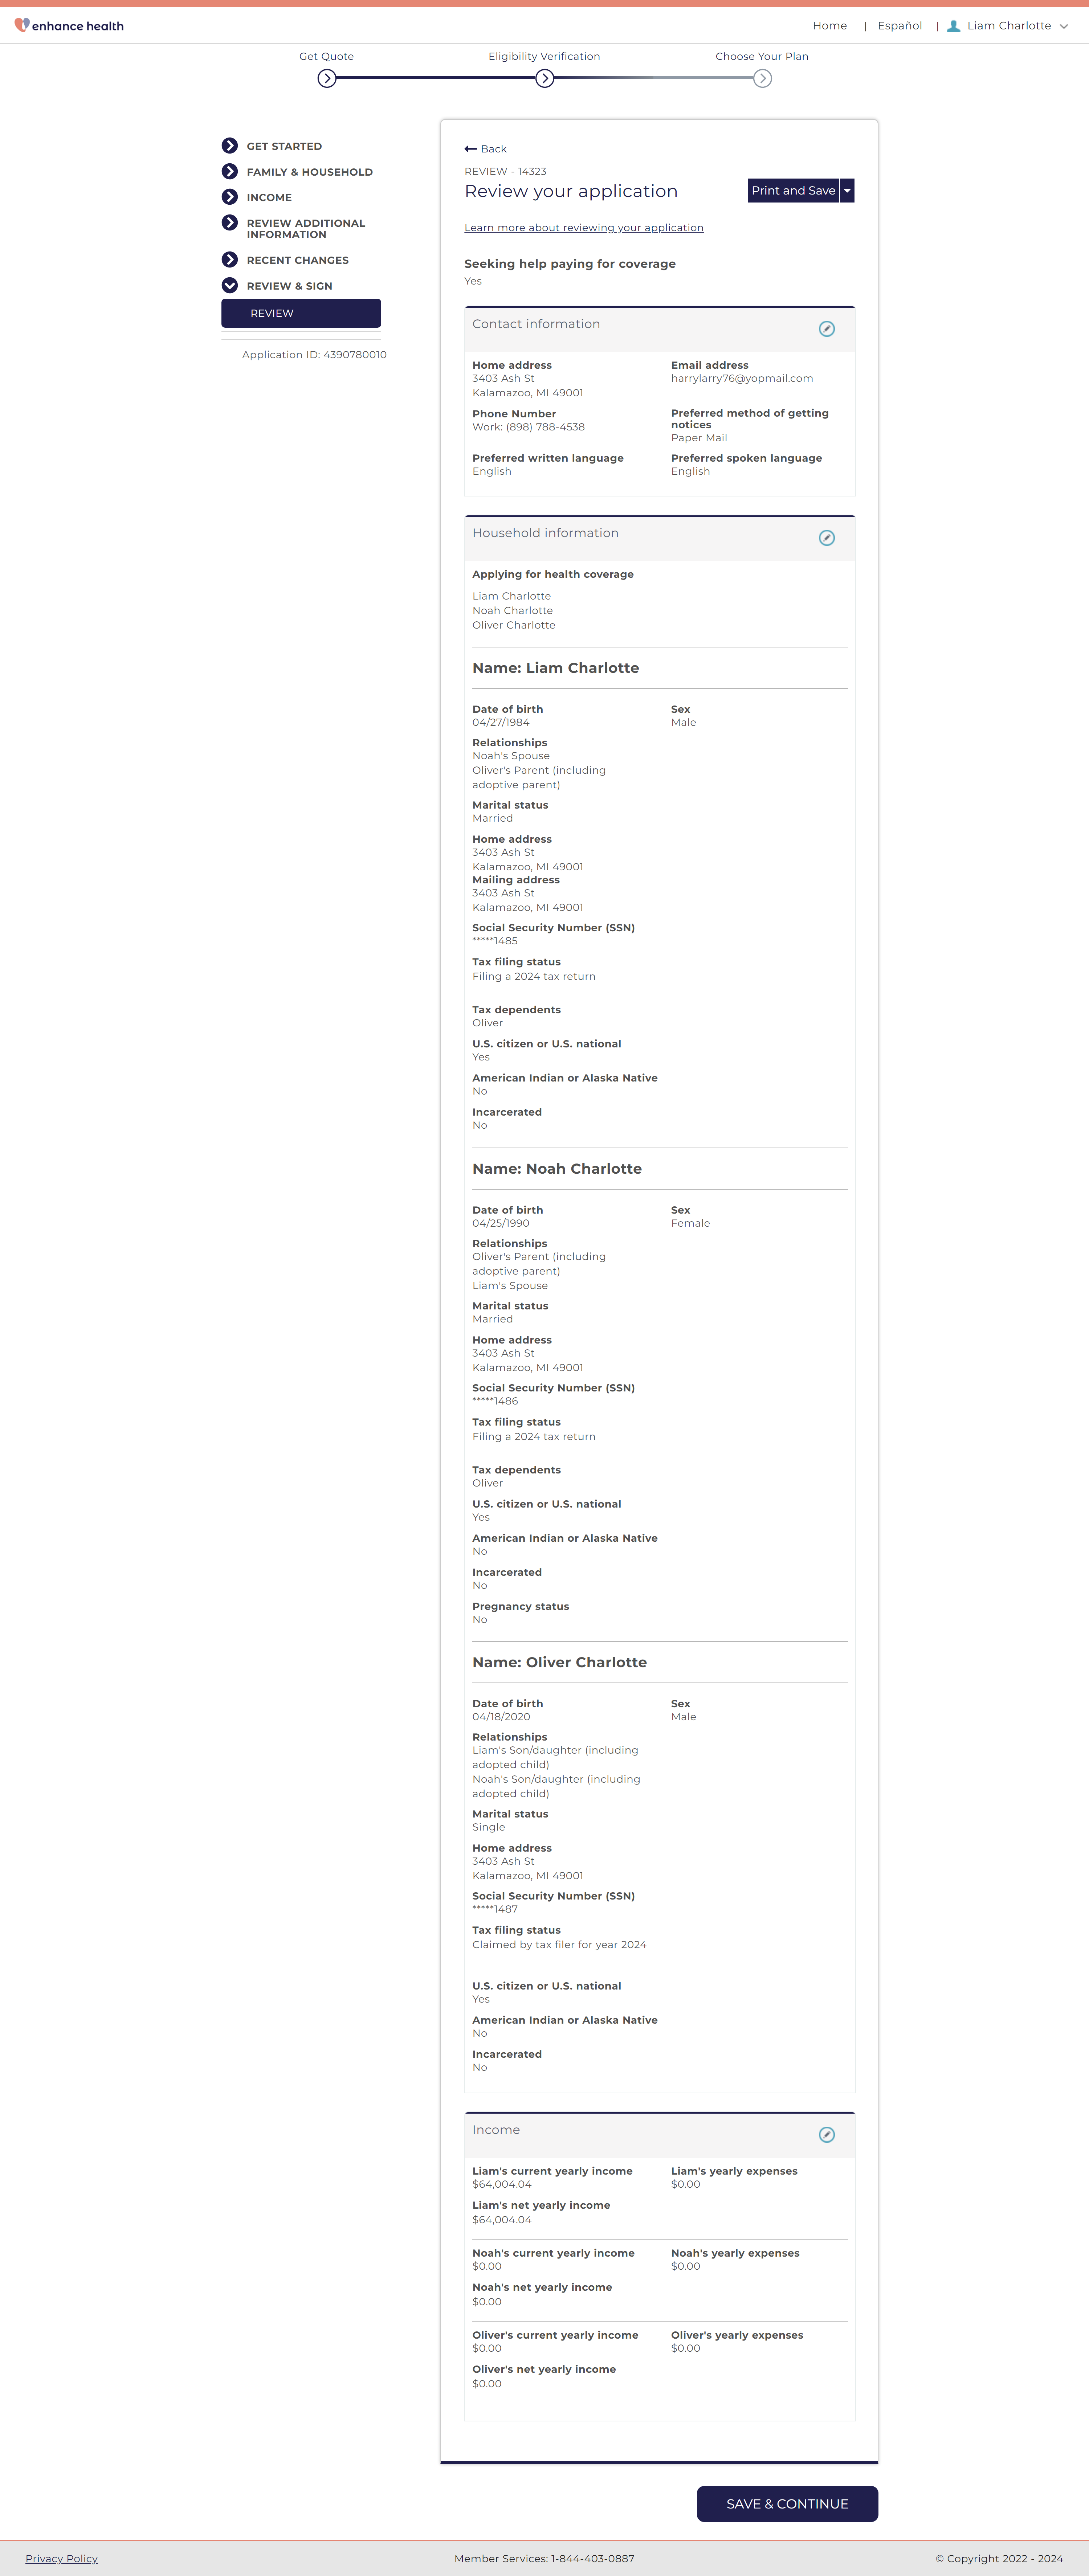 enhance health
Home | Español | Liam Charlotte
Get Quote
Eligibility Verification
Choose Your Plan
GET STARTED
FAMILY & HOUSEHOLD
INCOME
REVIEW ADDITIONAL
INFORMATION
RECENT CHANGES
REVIEW & SIGN
REVIEW
Application ID: 4390780010
Back
REVIEW - 14323
Review your application
Print and Save
Learn more about reviewing your application
Seeking help paying for coverage
Yes
Contact information
Home address
3403 Ash St
Kalamazoo, MI 49001
Email address
harrylarry76@yopmail.com
Phone Number
Work: (898) 788-4538
Preferred method of getting
notices
Paper Mail
Preferred written language
English
Preferred spoken language
English
Household information
Applying for health coverage
Liam Charlotte
Noah Charlotte
Oliver Charlotte
Name: Liam Charlotte
Date of birth
04/27/1984
Sex
Male
Relationships
Noah's Spouse
Oliver's Parent (including
adoptive parent)
Marital status
Married
Home address
3403 Ash St
Kalamazoo, MI 49001
Mailing address
3403 Ash St
Kalamazoo, MI 49001
Social Security Number (SSN)
*****1485
Tax filing status
Filing a 2024 tax return
Tax dependents
Oliver
U.S. citizen or U.S. national
Yes
American Indian or Alaska Native
No
Incarcerated
No
Name: Noah Charlotte
Date of birth
04/25/1990
Sex
Female
Relationships
Oliver's Parent (including
adoptive parent)
Liam's Spouse
Marital status
Married
Home address
3403 Ash St
Kalamazoo, MI 49001
Social Security Number (SSN)
*****1486
Tax filing status
Filing a 2024 tax return
Tax dependents
Oliver
U.S. citizen or U.S. national
Yes
American Indian or Alaska Native
No
Incarcerated
No
Pregnancy status
No
Name: Oliver Charlotte
Date of birth
04/18/2020
Sex
Male
Relationships
Liam's Son/daughter (including
adopted child)
Noah's Son/daughter (including
adopted child)
Marital status
Single
Home address
3403 Ash St
Kalamazoo, MI 49001
Social Security Number (SSN)
*****1487
Tax filing status
Claimed by tax filer for year 2024
U.S. citizen or U.S. national
Yes
American Indian or Alaska Native
No
Incarcerated
No
Income
Liam's current yearly income
$64,004.04
Liam's yearly expenses
$0.00
Liam's net yearly income
$64,004.04
Noah's current yearly income
$0.00
Noah's yearly expenses
$0.00
Noah's net yearly income
$0.00
Oliver's current yearly income
$0.00
Oliver's yearly expenses
$0.00
Oliver's net yearly income
$0.00
SAVE & CONTINUE
Privacy Policy
Member Services: 1-844-403-0887
© Copyright 2022 - 2024